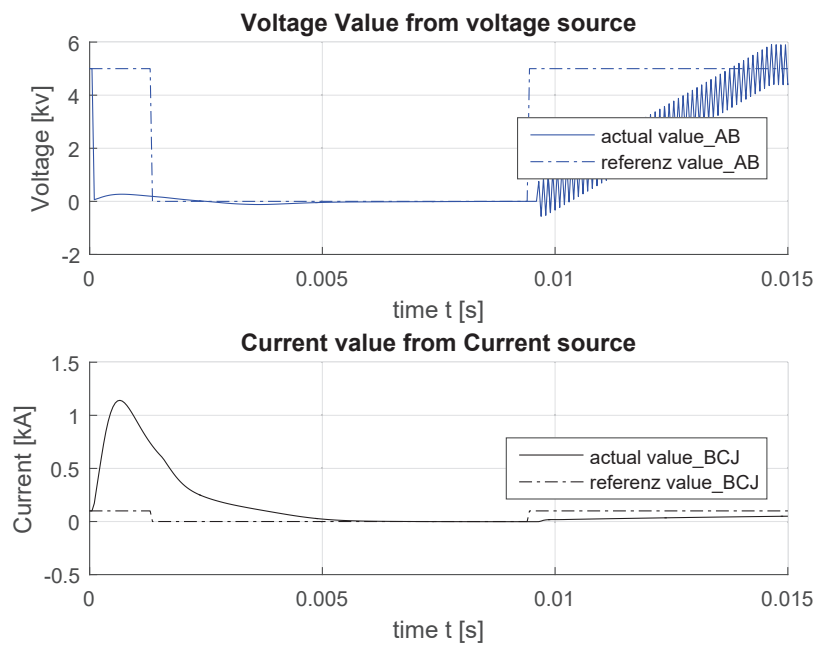 Voltage Value from voltage source
Voltage [kv]
6
4
2
0
-2
actual value_AB
referenz value_AB
0
0.005
0.01
0.015
time t [s]
Current value from Current source
Current [kA]
1.5
1
0.5
0
-0.5
actual value_BCJ
referenz value_BCJ
0
0.005
0.01
0.015
time t [s]